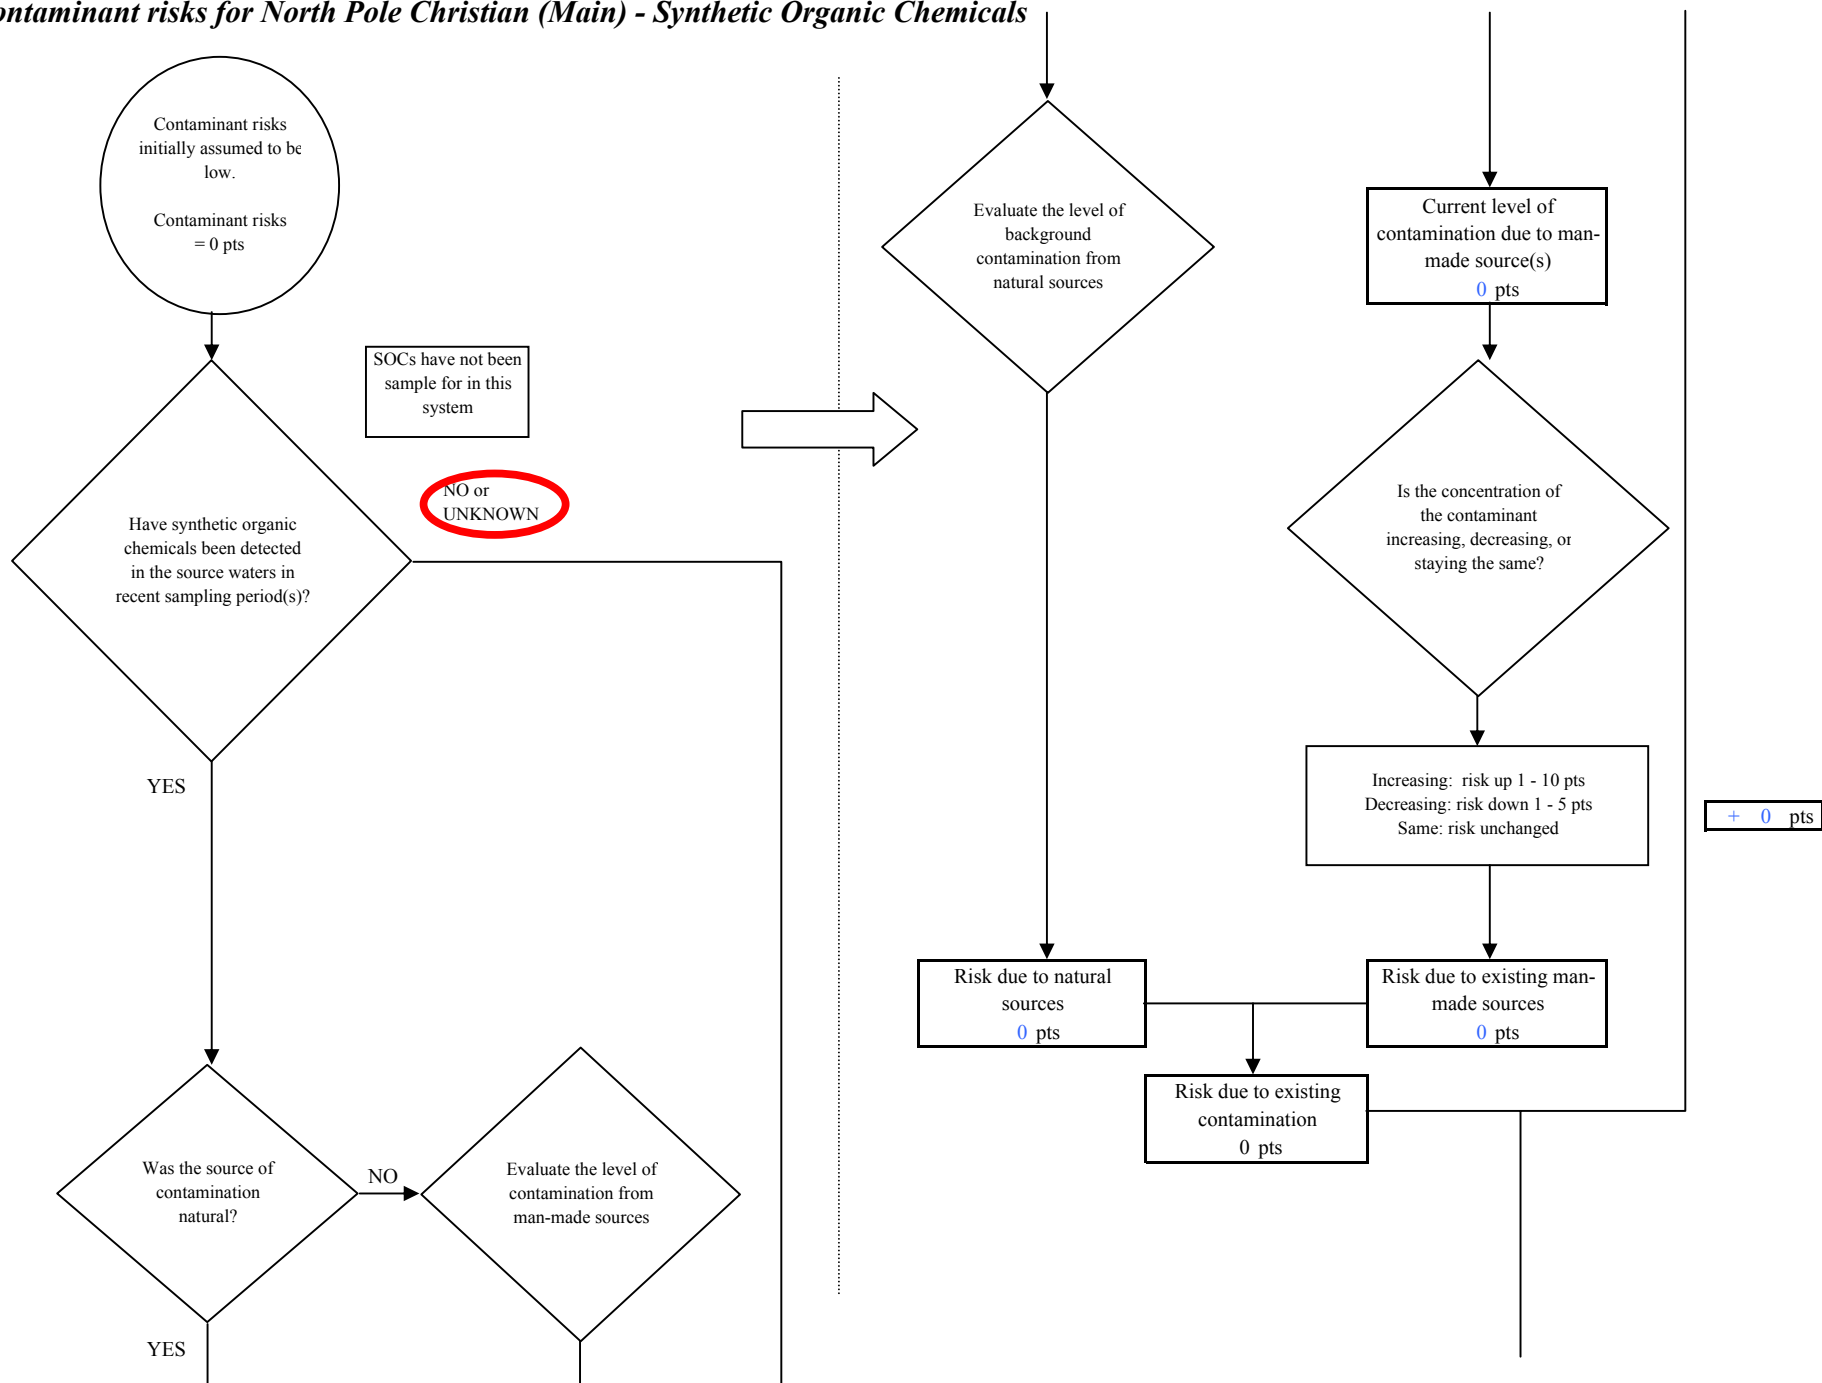 ontaminant risks for North Pole Christian (Main) - Synthetic Organic Chemicals
Contaminant risks
initially assumed to be
low.
Contaminant risks
= 0 pts
SOCs have not been
sample for in this
system
NO or
UNKNOWN
Have synthetic organic
chemicals been detected
in the source waters in
recent sampling period(s)?
YES
Was the source of
contamination
natural?
NO
Evaluate the level of
contamination from
man-made sources
YES
Evaluate the level of
background
contamination from
natural sources
Current level of
contamination due to man-
made source(s)
0 pts
Is the concentration of
the contaminant
increasing, decreasing, or
staying the same?
Increasing: risk up 1 - 10 pts
Decreasing: risk down 1 - 5 pts
Same: risk unchanged
+ 0 pts
Risk due to natural
sources
0 pts
Risk due to existing man-
made sources
0 pts
Risk due to existing
contamination
0 pts